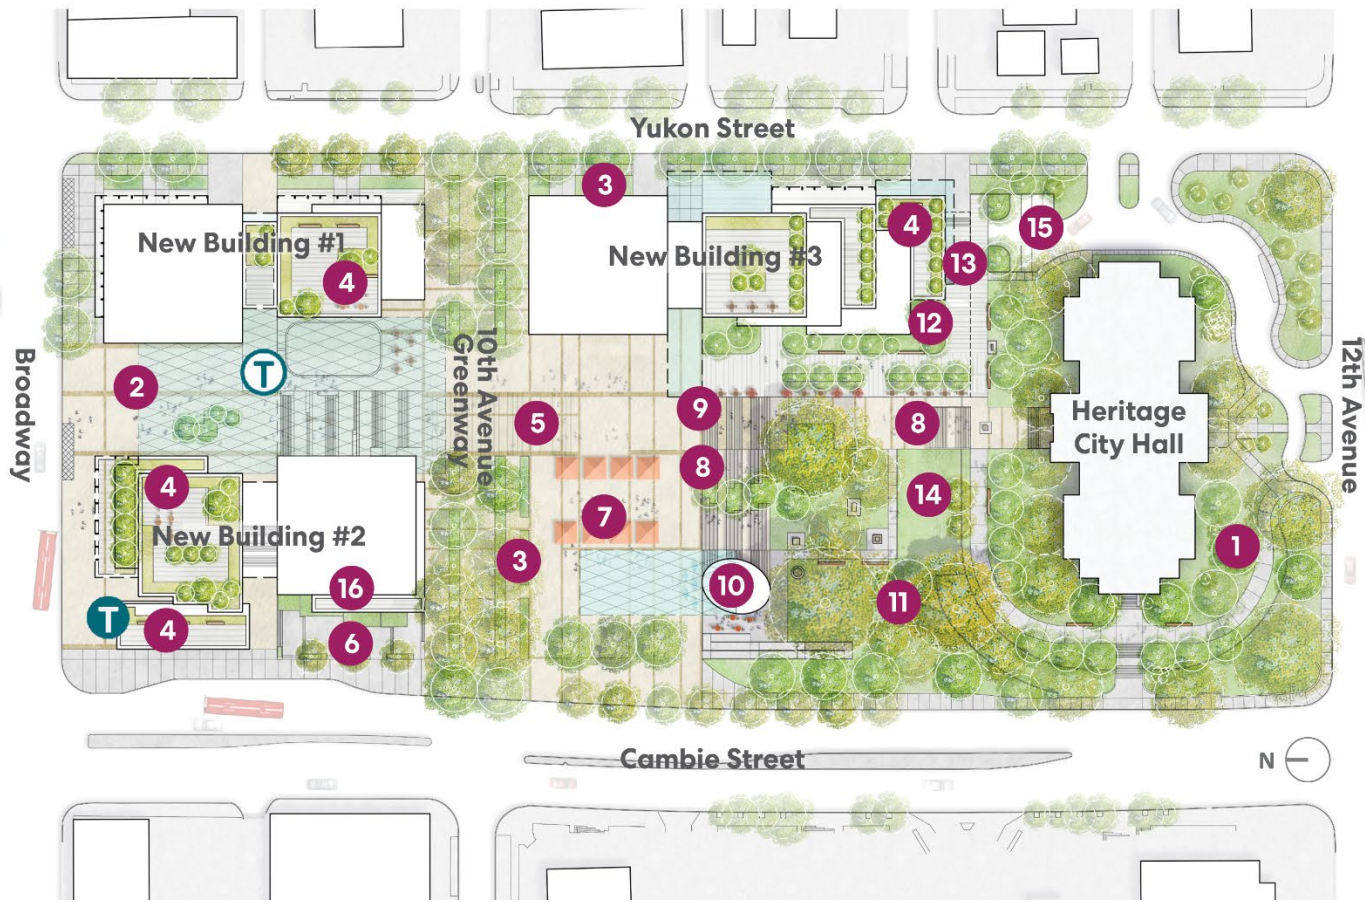 Yukon Street
3
4
15
New Building #1
New Building #3
13
4
12
10th Avenue
Greenway
Broadway
T
2
12th Avenue
9
5
8
Heritage
City Hall
8
4
14
7
New Building #2
1
3
16
10
11
T
4
6
Cambie Street
N